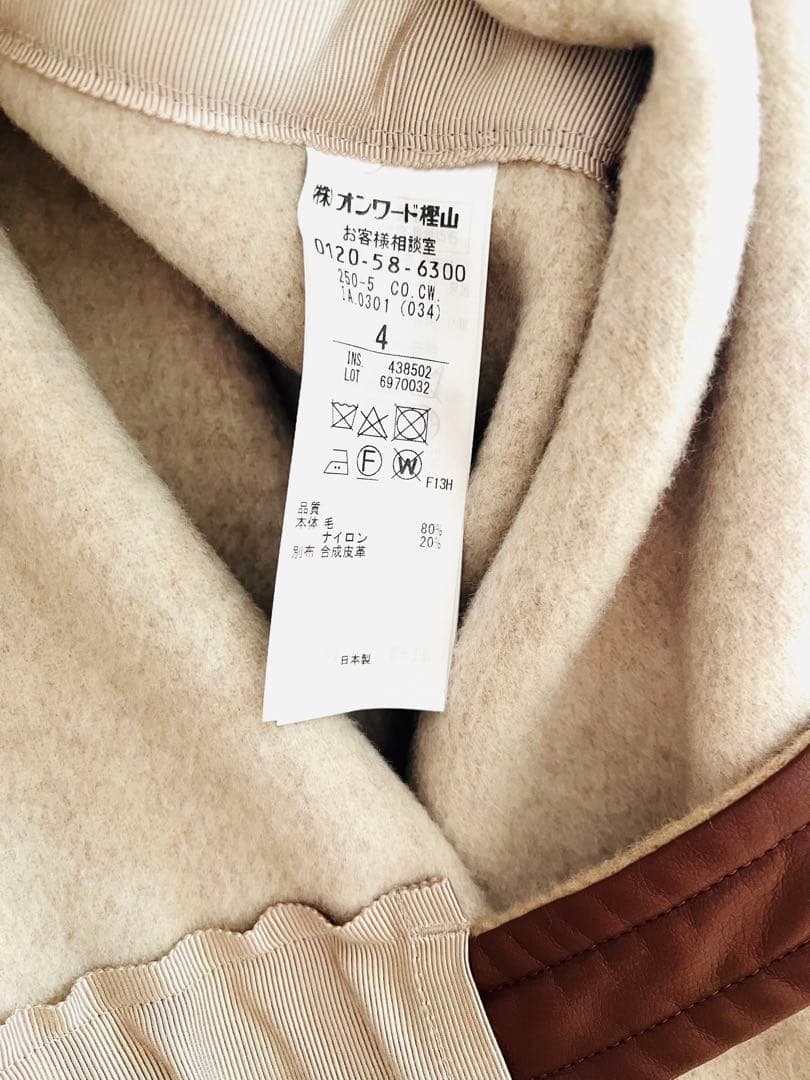 ㈱オンワード樫山
お客様相談室
0120-58-6300
250-5 CO.CW.
IA.0301 (034)
4
INS. 438502
LOT 6970032
F W
F13H
品質
本体 毛 80%
ナイロン 20%
別布 合成皮革
日本製